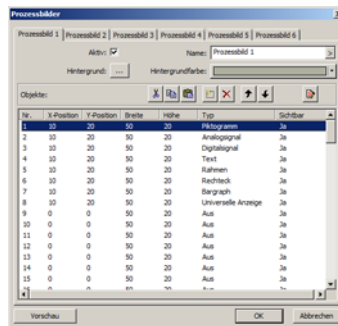 Prozessbilder
Prozessbild 1 Prozessbild 2 Prozessbild 3 Prozessbild 4 Prozessbild 5 Prozessbild 6
Aktiv: Name: Prozessbild 1
Hintergrund: ... Hintergrundfarbe:
Objekte:
Nr. X-Position Y-Position Breite Höhe Typ Sichtbar
1 10 20 50 20 Piktogramm Ja
2 10 20 50 20 Analogsignal Ja
3 10 20 50 20 Digitalsignal Ja
4 10 20 50 20 Text Ja
5 10 20 50 20 Rahmen Ja
6 10 20 50 20 Rechteck Ja
7 10 20 50 20 Bargraph Ja
8 10 20 50 20 Universelle Anzeige Ja
9 0 0 50 20 Aus Ja
10 0 0 50 20 Aus Ja
11 0 0 50 20 Aus Ja
12 0 0 50 20 Aus Ja
13 0 0 50 20 Aus Ja
14 0 0 50 20 Aus Ja
15 0 0 50 20 Aus Ja
Vorschau OK Abbrechen